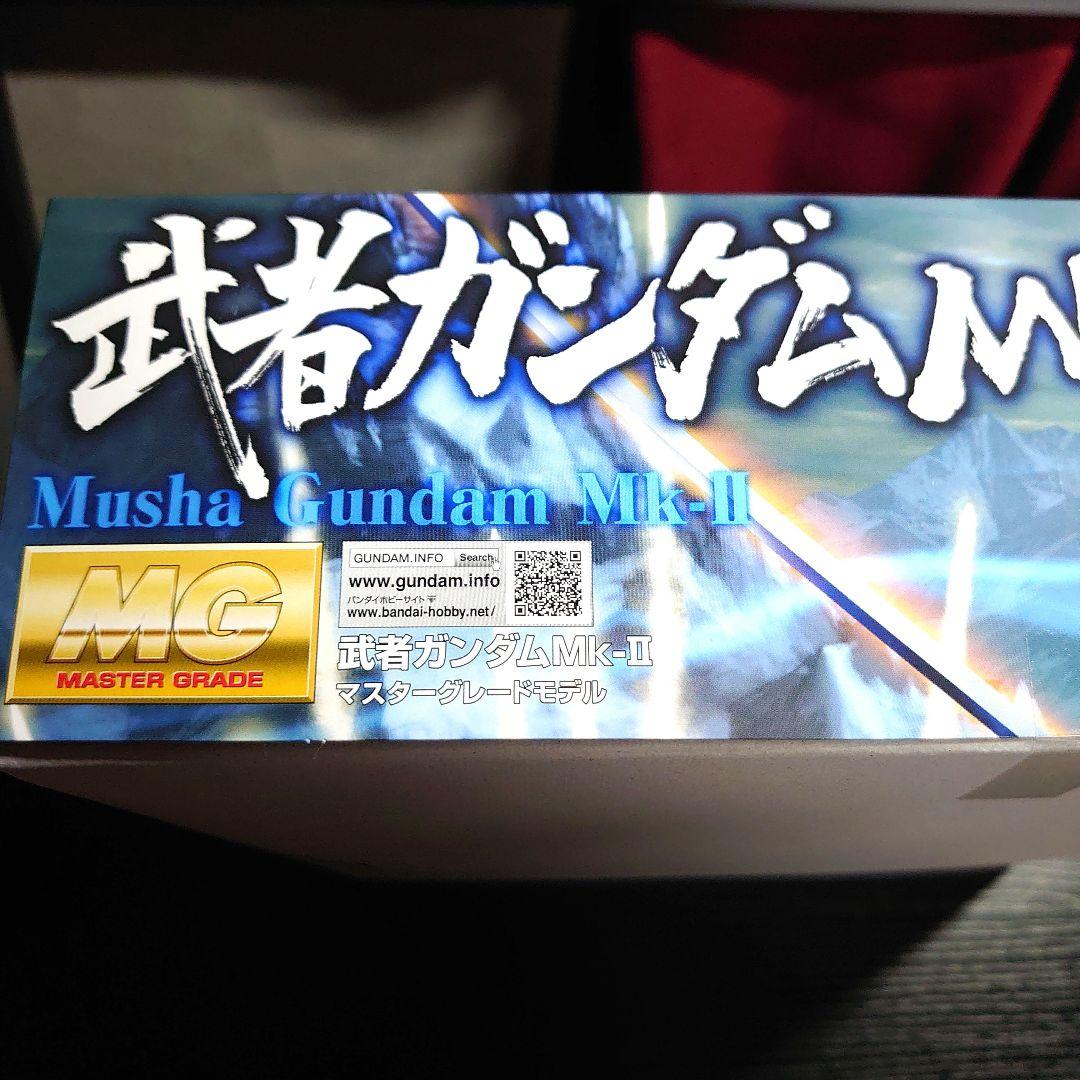 武者ガンダムM
Musha Gundam Mk-II
MG
MASTER GRADE
GUNDAM.INFO Search
www.gundam.info
バンダイホビーサイト
www.bandai-hobby.net/
武者ガンダムMk-II
マスターグレードモデル